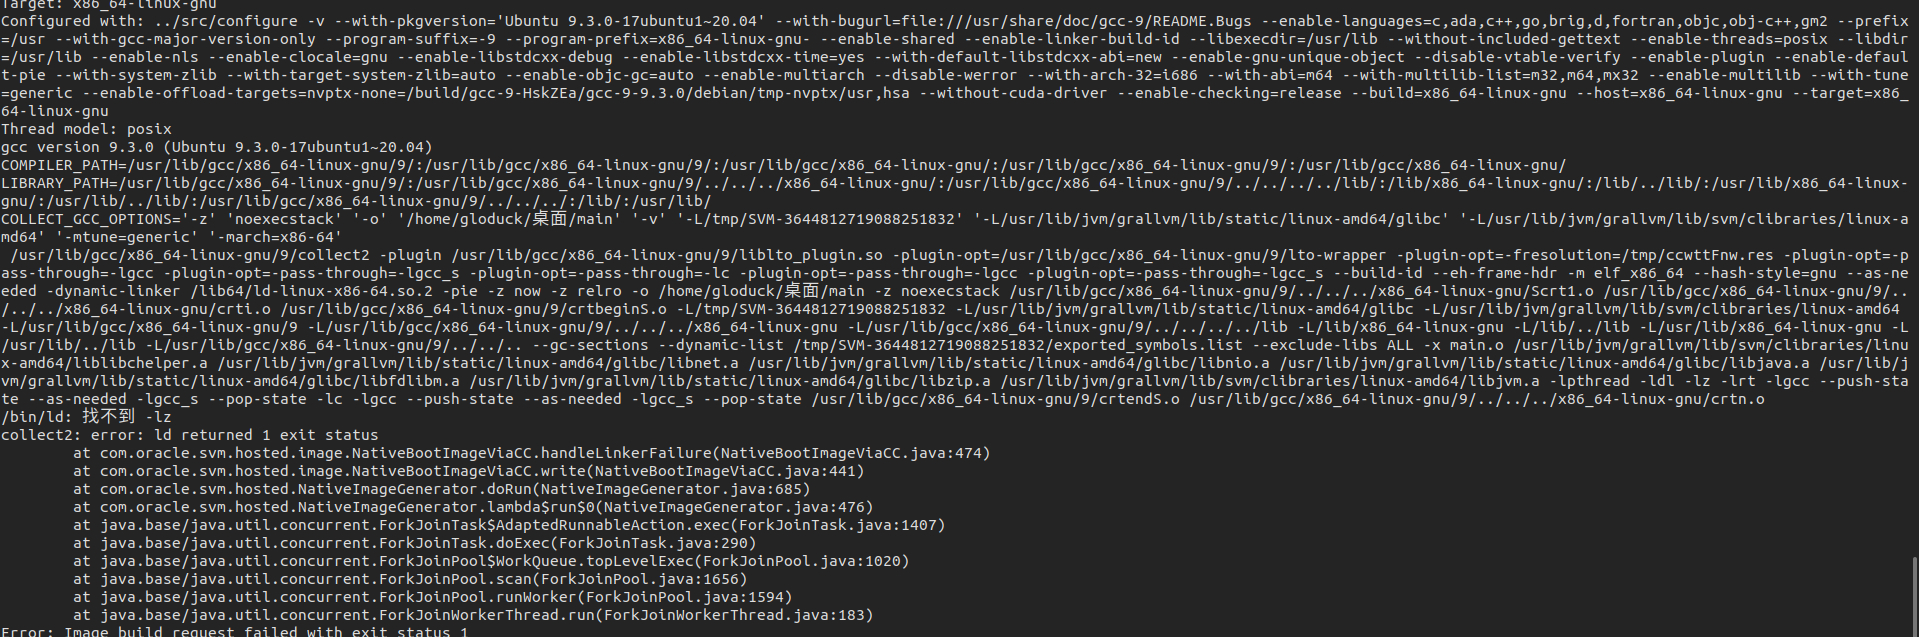 Target: x86_64-linux-gnu
Configured with: ../src/configure -v --with-pkgversion='Ubuntu 9.3.0-17ubuntu1~20.04' --with-bugurl=file:///usr/share/doc/gcc-9/README.Bugs --enable-languages=c,ada,c++,go,brig,d,fortran,objc,obj-c++,gm2 --prefix
=/usr --with-gcc-major-version-only --program-suffix=-9 --program-prefix=x86_64-linux-gnu- --enable-shared --enable-linker-build-id --libexecdir=/usr/lib --without-included-gettext --enable-threads=posix --libdir
=/usr/lib --enable-nls --enable-clocale=gnu --enable-libstdcxx-debug --enable-libstdcxx-time=yes --with-default-libstdcxx-abi=new --enable-gnu-unique-object --disable-vtable-verify --enable-plugin --enable-defaul
t-pie --with-system-zlib --with-target-system-zlib=auto --enable-objc-gc=auto --enable-multiarch --disable-werror --with-arch-32=i686 --with-abi=m64 --with-multilib-list=m32,m64,mx32 --enable-multilib --with-tune
=generic --enable-offload-targets=nvptx-none=/build/gcc-9-HskZEa/gcc-9-9.3.0/debian/tmp-nvptx/usr,hsa --without-cuda-driver --enable-checking=release --build=x86_64-linux-gnu --host=x86_64-linux-gnu --target=x86_
64-linux-gnu
Thread model: posix
gcc version 9.3.0 (Ubuntu 9.3.0-17ubuntu1~20.04)
COMPILER_PATH=/usr/lib/gcc/x86_64-linux-gnu/9/:/usr/lib/gcc/x86_64-linux-gnu/9/:/usr/lib/gcc/x86_64-linux-gnu/:/usr/lib/gcc/x86_64-linux-gnu/9/:/usr/lib/gcc/x86_64-linux-gnu/
LIBRARY_PATH=/usr/lib/gcc/x86_64-linux-gnu/9/:/usr/lib/gcc/x86_64-linux-gnu/9/../../../x86_64-linux-gnu/:/usr/lib/gcc/x86_64-linux-gnu/9/../../../../lib/:/lib/x86_64-linux-gnu/:/lib/../lib/:/usr/lib/x86_64-linux-
gnu/:/usr/lib/../lib/:/usr/lib/gcc/x86_64-linux-gnu/9/../../../:/lib/:/usr/lib/
COLLECT_GCC_OPTIONS='-z' 'noexecstack' '-o' '/home/gloduck/桌面/main' '-v' '-L/tmp/SVM-3644812719088251832' '-L/usr/lib/jvm/grallvm/lib/static/linux-amd64/glibc' '-L/usr/lib/jvm/grallvm/lib/svm/clibraries/linux-a
md64' '-mtune=generic' '-march=x86-64'
/usr/lib/gcc/x86_64-linux-gnu/9/collect2 -plugin /usr/lib/gcc/x86_64-linux-gnu/9/liblto_plugin.so -plugin-opt=/usr/lib/gcc/x86_64-linux-gnu/9/lto-wrapper -plugin-opt=-fresolution=/tmp/ccwttFnw.res -plugin-opt=-p
ass-through=-lgcc -plugin-opt=-pass-through=-lgcc_s -plugin-opt=-pass-through=-lc -plugin-opt=-pass-through=-lgcc -plugin-opt=-pass-through=-lgcc_s --build-id --eh-frame-hdr -m elf_x86_64 --hash-style=gnu --as-ne
eded -dynamic-linker /lib64/ld-linux-x86-64.so.2 -pie -z now -z relro -o /home/gloduck/桌面/main -z noexecstack /usr/lib/gcc/x86_64-linux-gnu/9/../../../x86_64-linux-gnu/Scrt1.o /usr/lib/gcc/x86_64-linux-gnu/9/..
/../../x86_64-linux-gnu/crti.o /usr/lib/gcc/x86_64-linux-gnu/9/crtbeginS.o -L/tmp/SVM-3644812719088251832 -L/usr/lib/jvm/grallvm/lib/static/linux-amd64/glibc -L/usr/lib/jvm/grallvm/lib/svm/clibraries/linux-amd64
-L/usr/lib/gcc/x86_64-linux-gnu/9 -L/usr/lib/gcc/x86_64-linux-gnu/9/../../../x86_64-linux-gnu -L/usr/lib/gcc/x86_64-linux-gnu/9/../../../../lib -L/lib/x86_64-linux-gnu -L/lib/../lib -L/usr/lib/x86_64-linux-gnu -L
/usr/lib/../lib -L/usr/lib/gcc/x86_64-linux-gnu/9/../../.. --gc-sections --dynamic-list /tmp/SVM-3644812719088251832/exported_symbols.list --exclude-libs ALL -x main.o /usr/lib/jvm/grallvm/lib/svm/clibraries/linu
x-amd64/liblibchelper.a /usr/lib/jvm/grallvm/lib/static/linux-amd64/glibc/libnet.a /usr/lib/jvm/grallvm/lib/static/linux-amd64/glibc/libnio.a /usr/lib/jvm/grallvm/lib/static/linux-amd64/glibc/libjava.a /usr/lib/j
vm/grallvm/lib/static/linux-amd64/glibc/libfdlibm.a /usr/lib/jvm/grallvm/lib/static/linux-amd64/glibc/libzip.a /usr/lib/jvm/grallvm/lib/svm/clibraries/linux-amd64/libjvm.a -lpthread -ldl -lz -lrt -lgcc --push-sta
te --as-needed -lgcc_s --pop-state -lc -lgcc --push-state --as-needed -lgcc_s --pop-state /usr/lib/gcc/x86_64-linux-gnu/9/crtendS.o /usr/lib/gcc/x86_64-linux-gnu/9/../../../x86_64-linux-gnu/crtn.o
/bin/ld: 找不到 -lz
collect2: error: ld returned 1 exit status
at com.oracle.svm.hosted.image.NativeBootImageViaCC.handleLinkerFailure(NativeBootImageViaCC.java:474)
at com.oracle.svm.hosted.image.NativeBootImageViaCC.write(NativeBootImageViaCC.java:441)
at com.oracle.svm.hosted.NativeImageGenerator.doRun(NativeImageGenerator.java:685)
at com.oracle.svm.hosted.NativeImageGenerator.lambda$run$0(NativeImageGenerator.java:476)
at java.base/java.util.concurrent.ForkJoinTask$AdaptedRunnableAction.exec(ForkJoinTask.java:1407)
at java.base/java.util.concurrent.ForkJoinTask.doExec(ForkJoinTask.java:290)
at java.base/java.util.concurrent.ForkJoinPool$WorkQueue.topLevelExec(ForkJoinPool.java:1020)
at java.base/java.util.concurrent.ForkJoinPool.scan(ForkJoinPool.java:1656)
at java.base/java.util.concurrent.ForkJoinPool.runWorker(ForkJoinPool.java:1594)
at java.base/java.util.concurrent.ForkJoinWorkerThread.run(ForkJoinWorkerThread.java:183)
Error: Image build request failed with exit status 1